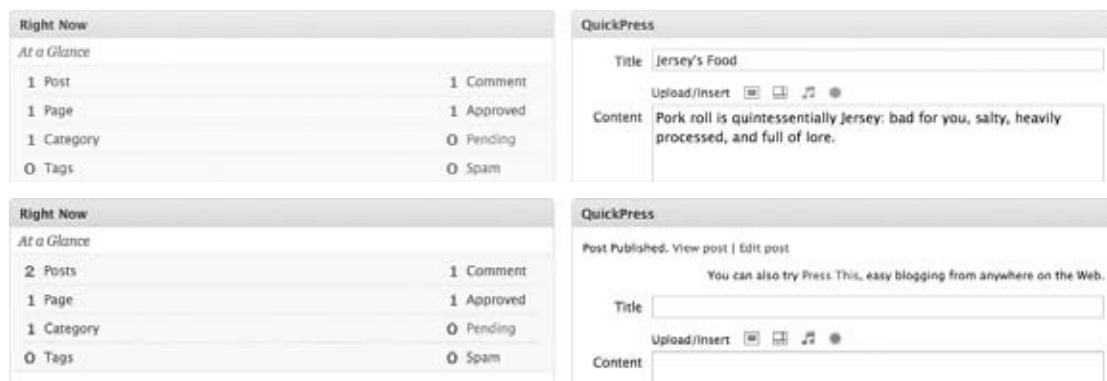 Right Now
At a Glance
1 Post 1 Comment
1 Page 1 Approved
1 Category 0 Pending
0 Tags 0 Spam
QuickPress
Title Jersey's Food
Upload/Insert
Content Pork roll is quintessentially Jersey: bad for you, salty, heavily
processed, and full of lore.
Right Now
At a Glance
2 Posts 1 Comment
1 Page 1 Approved
1 Category 0 Pending
0 Tags 0 Spam
QuickPress
Post Published. View post | Edit post
You can also try Press This, easy blogging from anywhere on the Web.
Title
Upload/Insert
Content